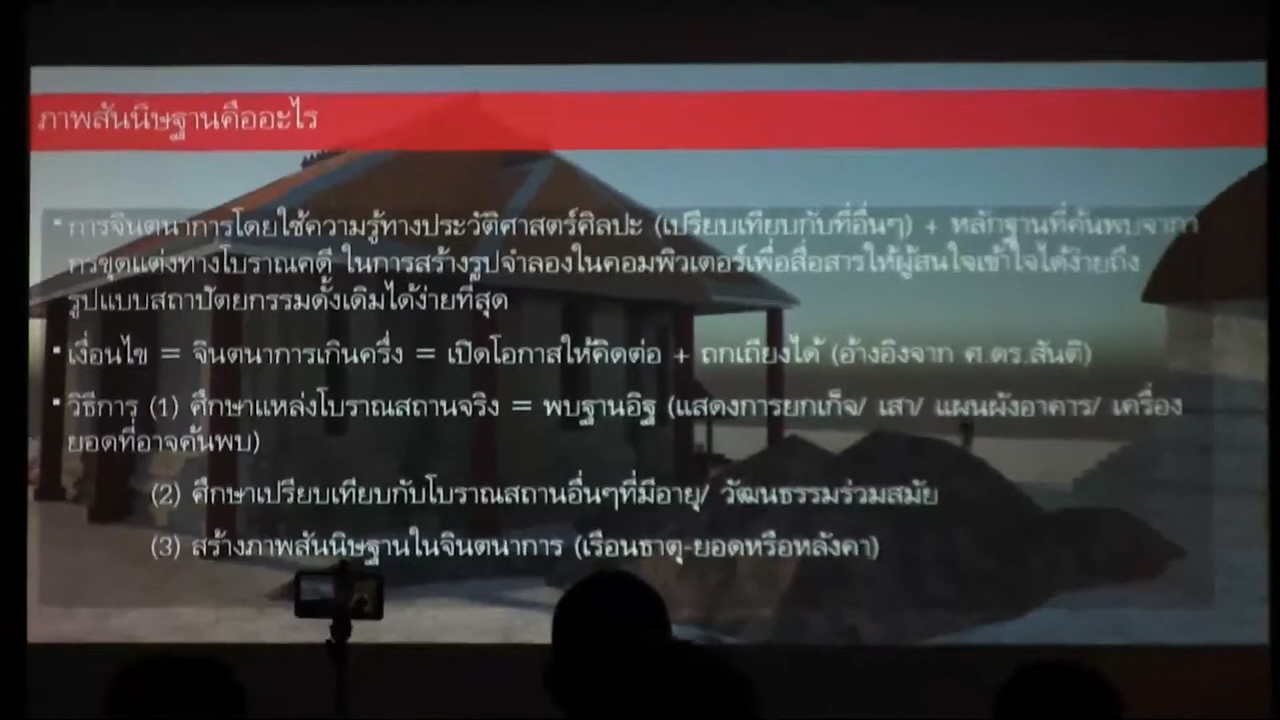 ภาพสันนิษฐานคืออะไร
การจินตนาการโดยใช้ความรู้ทางประวัติศาสตร์ศิลปะ (เปรียบเทียบกับที่อื่นๆ) + หลักฐานที่ค้นพบจากก
กรขุดแต่งทางโบราณคดี ในการสร้างรูปจำลองในคอมพิวเตอร์เพื่อสื่อสารให้ผู้สนใจเข้าใจได้ง่ายถึง
รูปแบบสถาปัตยกรรมดั้งเดิมได้ง่ายที่สุด
เงื่อนไข = จินตนาการเกินครึ่ง = เปิดโอกาสให้คิดต่อ + ถกเถียงได้ (อ้างอิงจาก ศ.ดร.สันติ)
วิธีการ (1) ศึกษาแหล่งโบราณสถานจริง = พบฐานอิฐ (แสดงการยกเก็จ/ เสา/ แผนผังอาคาร/ เครื่อง
ยอดที่อาจค้นพบ)
(2) ศึกษาเปรียบเทียบกับโบราณสถานอื่นๆที่มีอายุ/ วัฒนธรรมร่วมสมัย
(3) สร้างภาพสันนิษฐานในจินตนาการ (เรือนธาตุ-ยอดหรือหลังคา)